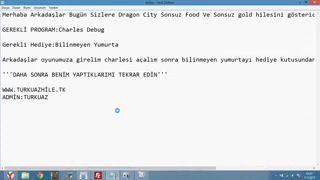 Merhaba Arkadaşlar Bugün Sizlere Dragon City Sonsuz Food Ve Sonsuz gold hilesini gösteric
GEREKLİ PROGRAM:Charles Debug
Gerekli Hediye:Bilinmeyen Yumurta
Arkadaşlar oyunumuza girelim charlesi açalım sonra bilinmeyen yumurtayı hediye kutusundan
'''DAHA SONRA BENİM YAPTIKLARIMI TEKRAR EDİN'''
WWW.TURKUAZHİLE.TK
ADMİN:TURKUAZ